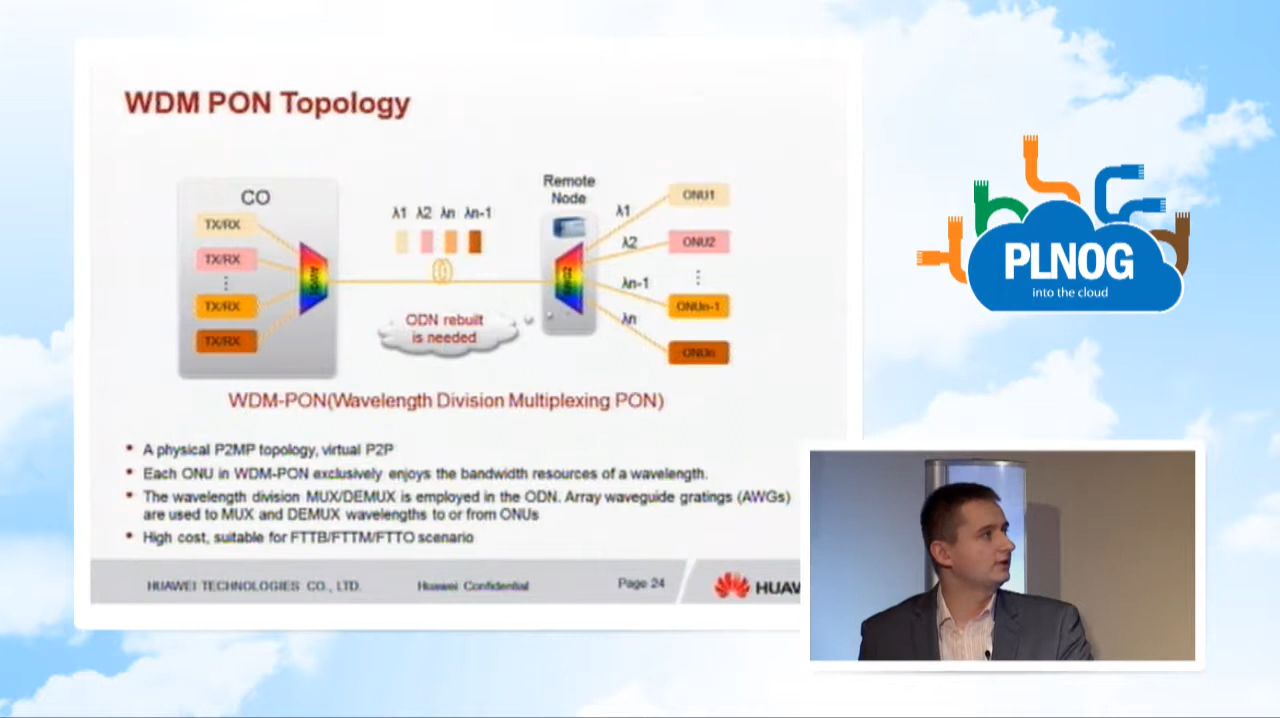 WDM PON Topology
CO
TX/RX
TX/RX
TX/RX
TX/RX
λ1 λ2 λn λn-1
ODN rebuilt
is needed
Remote
Node
λ1
λ2
λn-1
λn
ONU1
ONU2
ONUn-1
ONUn
WDM-PON(Wavelength Division Multiplexing PON)
• A physical P2MP topology, virtual P2P
• Each ONU in WDM-PON exclusively enjoys the bandwidth resources of a wavelength.
• The wavelength division MUX/DEMUX is employed in the ODN. Array waveguide gratings (AWGs)
are used to MUX and DEMUX wavelengths to or from ONUs
• High cost, suitable for FTTB/FTTM/FTTO scenario
HUAWEI TECHNOLOGIES CO., LTD.
Huawei Confidential
Page 24
HUAW
PLNOG
into the cloud